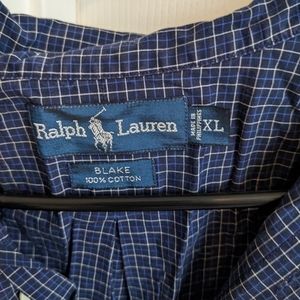 Ralph Lauren
MADE IN
PHILIPPINES
XL
BLAKE
100% COTTON